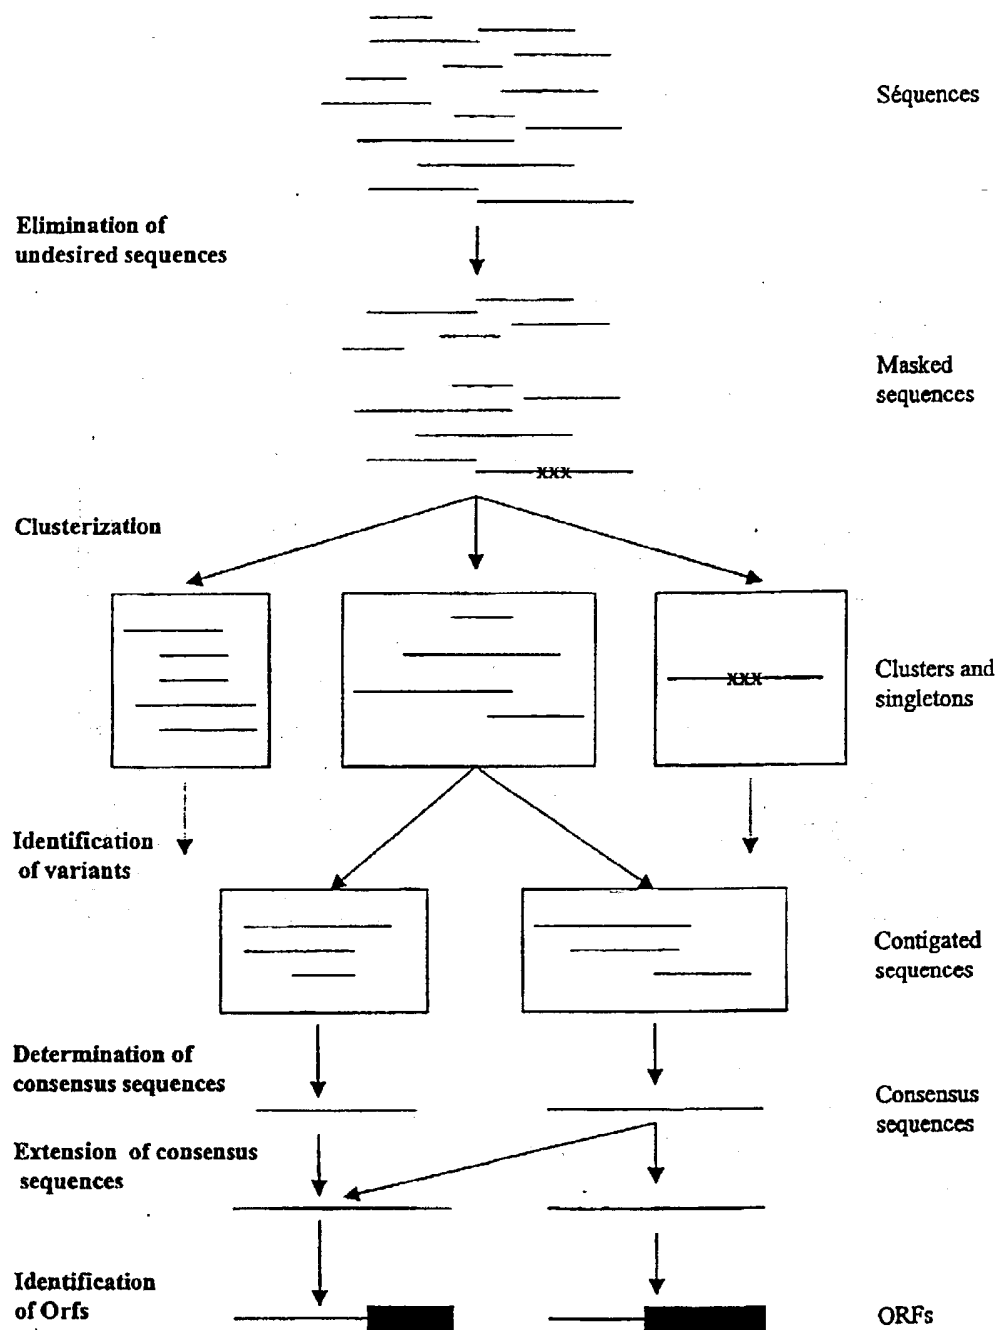 Séquences
Elimination of
undesired sequences
Masked
sequences
xxx
Clusterization
Clusters and
singletons
xxx
Identification
of variants
Contigated
sequences
Determination of
consensus sequences
Consensus
sequences
Extension of consensus
sequences
Identification
of Orfs
ORFs